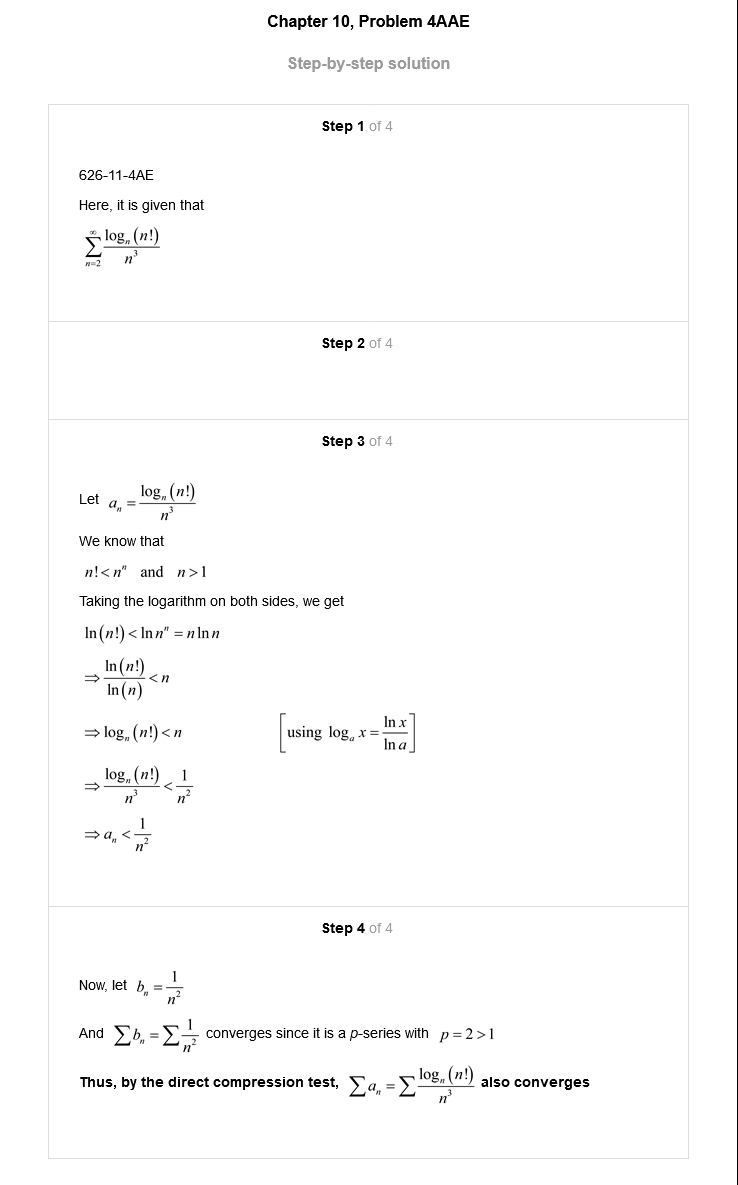 Chapter 10, Problem 4AAE
Step-by-step solution
Step 1 of 4
626-11-4AE
Here, it is given that
$\sum_{n=2}^{\infty} \frac{\log_n(n!)}{n^3}$
Step 2 of 4
Step 3 of 4
Let $a_n = \frac{\log_n(n!)}{n^3}$
We know that
$n! < n^n$ and $n > 1$
Taking the logarithm on both sides, we get
$\ln(n!) < \ln n^n = n \ln n$
$\Rightarrow \frac{\ln(n!)}{\ln(n)} < n$
$\Rightarrow \log_n(n!) < n$ $\left[\text{using } \log_a x = \frac{\ln x}{\ln a}\right]$
$\Rightarrow \frac{\log_n(n!)}{n^3} < \frac{1}{n^2}$
$\Rightarrow a_n < \frac{1}{n^2}$
Step 4 of 4
Now, let $b_n = \frac{1}{n^2}$
And $\sum b_n = \sum \frac{1}{n^2}$ converges since it is a p-series with $p = 2 > 1$
Thus, by the direct compression test, $\sum a_n = \sum \frac{\log_n(n!)}{n^3}$ also converges